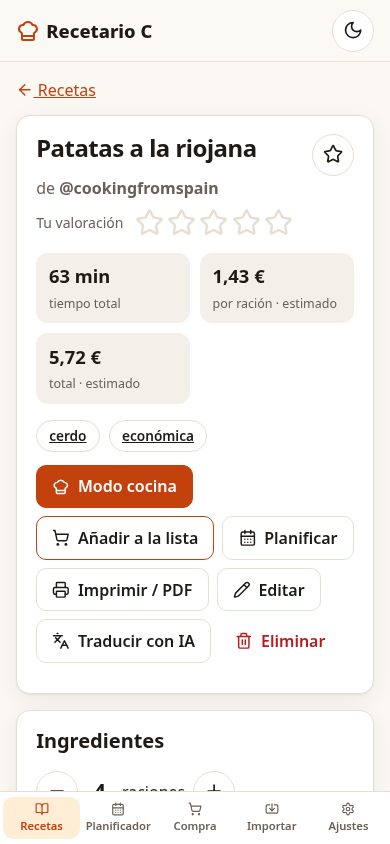 Recetario C
← Recetas
Patatas a la riojana
de @cookingfromspain
Tu valoración
63 min
tiempo total
1,43 €
por ración · estimado
5,72 €
total · estimado
cerdo
económica
Modo cocina
Añadir a la lista
Planificar
Imprimir / PDF
Editar
Traducir con IA
Eliminar
Ingredientes
− 4 raciones +
Recetas
Planificador
Compra
Importar
Ajustes